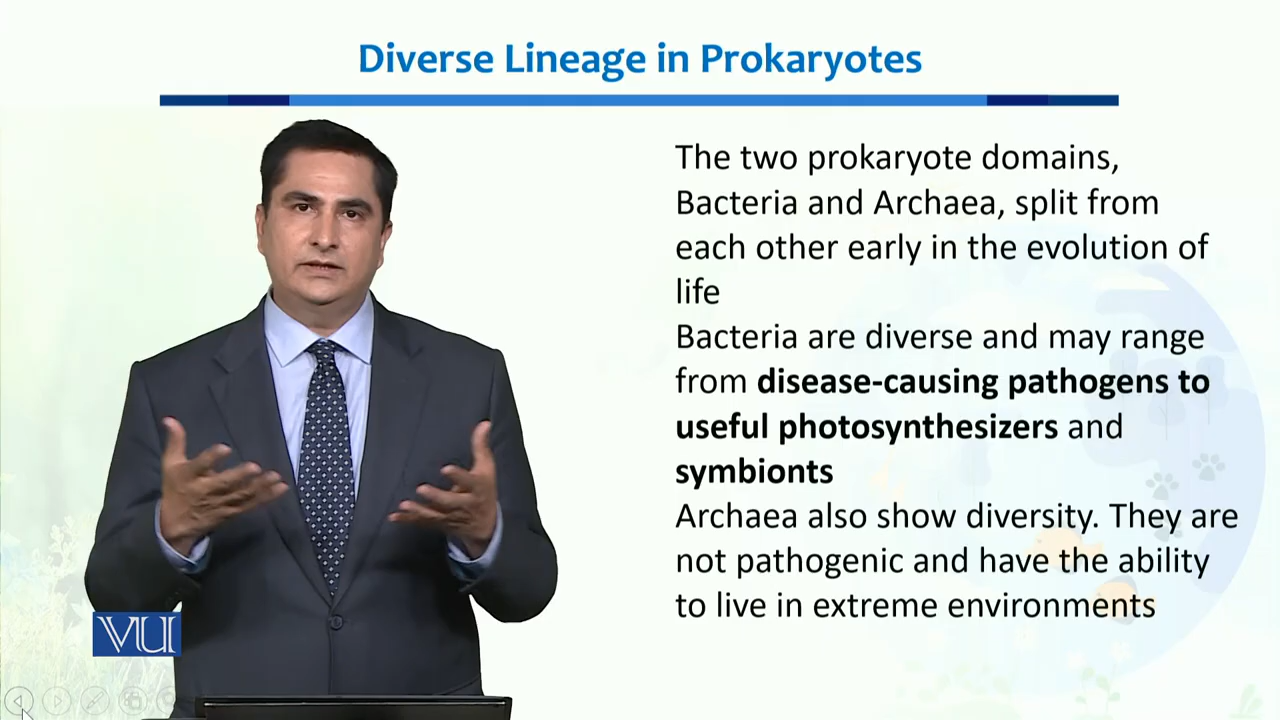 Diverse Lineage in Prokaryotes
The two prokaryote domains,
Bacteria and Archaea, split from
each other early in the evolution of
life
Bacteria are diverse and may range
from disease-causing pathogens to
useful photosynthesizers and
symbionts
Archaea also show diversity. They are
not pathogenic and have the ability
to live in extreme environments
VU